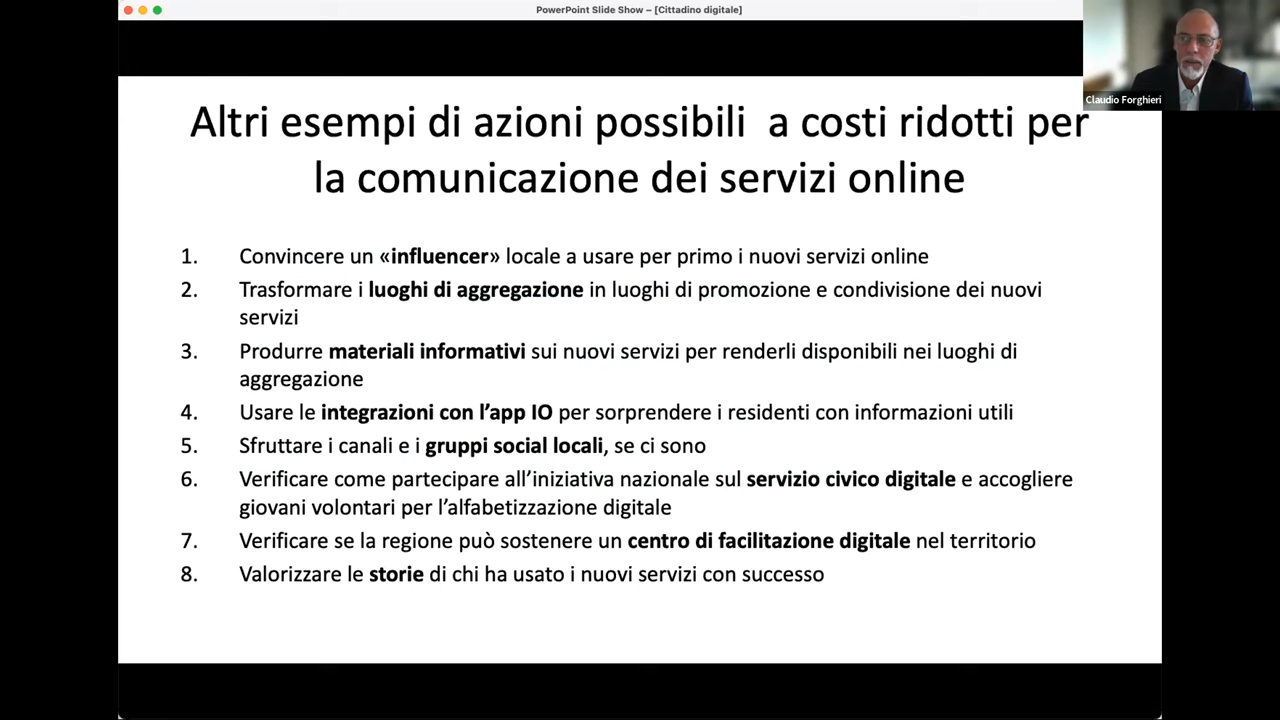 PowerPoint Slide Show – [Cittadino digitale]
Claudio Forghieri
Altri esempi di azioni possibili  a costi ridotti per
la comunicazione dei servizi online
1. Convincere un «influencer» locale a usare per primo i nuovi servizi online
2. Trasformare i luoghi di aggregazione in luoghi di promozione e condivisione dei nuovi
servizi
3. Produrre materiali informativi sui nuovi servizi per renderli disponibili nei luoghi di
aggregazione
4. Usare le integrazioni con l’app IO per sorprendere i residenti con informazioni utili
5. Sfruttare i canali e i gruppi social locali, se ci sono
6. Verificare come partecipare all’iniziativa nazionale sul servizio civico digitale e accogliere
giovani volontari per l’alfabetizzazione digitale
7. Verificare se la regione può sostenere un centro di facilitazione digitale nel territorio
8. Valorizzare le storie di chi ha usato i nuovi servizi con successo